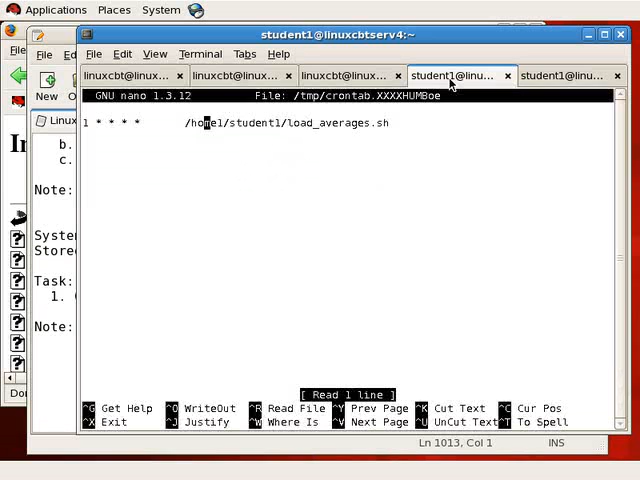 Applications Places System
student1@linuxcbtserv4:~
File Edit View Terminal Tabs Help
linuxcbt@linux... × linuxcbt@linux... × linuxcbt@linux... × student1@linu... × student1@linu... ×
GNU nano 1.3.12 File: /tmp/crontab.XXXXHUMBoe
1 * * * * /home1/student1/load_averages.sh
[ Read 1 line ]
^G Get Help ^O WriteOut ^R Read File ^Y Prev Page ^K Cut Text ^C Cur Pos
^X Exit ^J Justify ^W Where Is ^V Next Page ^U UnCut Text ^T To Spell
Ln 1013, Col 1 INS
File
New
Linux
b.
c.
Note:
System
Stored
Task:
1.
Note: